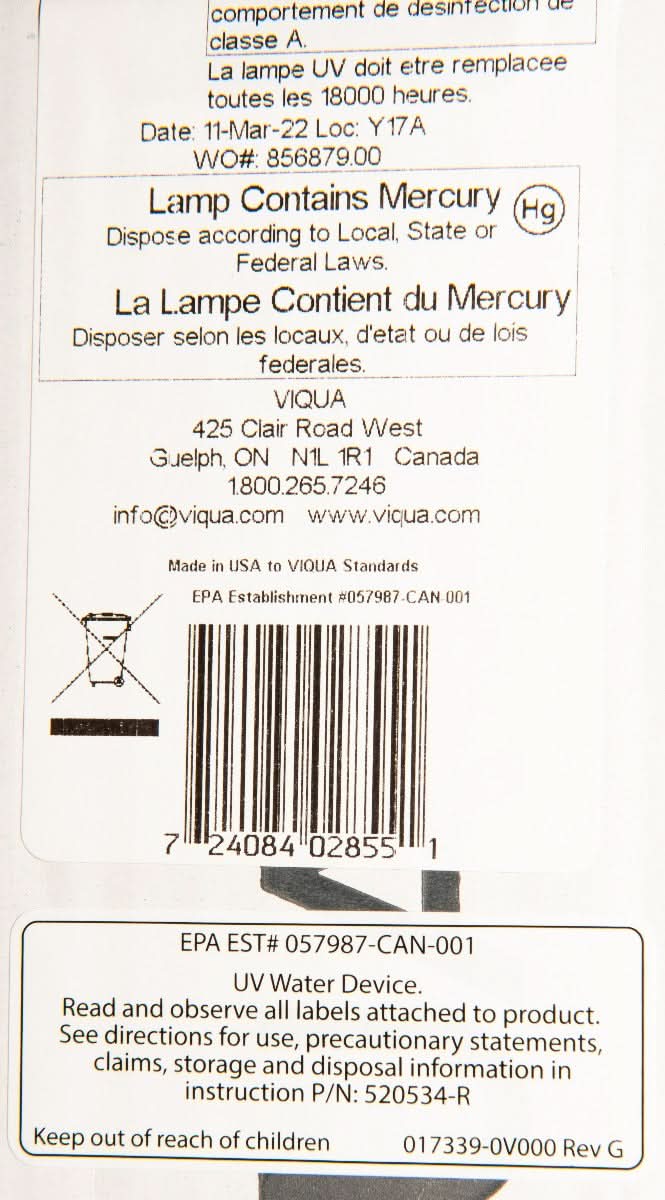 comportement de desinfection de
classe A.
La lampe UV doit etre remplacee
toutes les 18000 heures.
Date: 11-Mar-22 Loc: Y17A
WO#: 856879.00
Lamp Contains Mercury
Hg
Dispose according to Local, State or
Federal Laws.
La Lampe Contient du Mercury
Disposer selon les locaux, d'etat ou de lois
federales.
VIQUA
425 Clair Road West
Guelph, ON N1L 1R1 Canada
1.800.265.7246
info@viqua.com www.viqua.com
Made in USA to VIQUA Standards
EPA Establishment #057987-CAN-001
7 24084 02855 1
EPA EST# 057987-CAN-001
UV Water Device.
Read and observe all labels attached to product.
See directions for use, precautionary statements,
claims, storage and disposal information in
instruction P/N: 520534-R
Keep out of reach of children 017339-0V000 Rev G